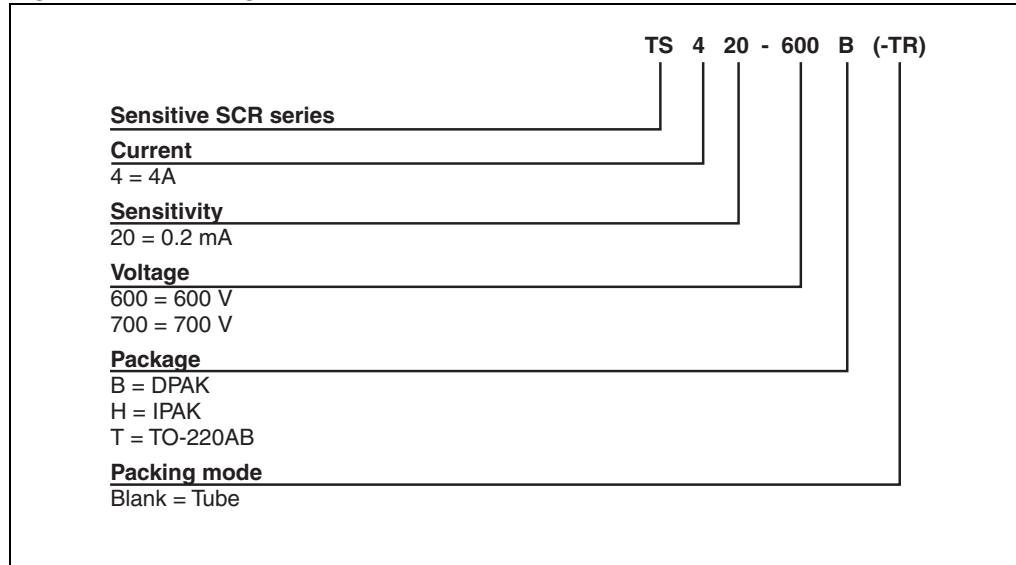 TS 4 20 - 600 B (-TR)
Sensitive SCR series
Current
4 = 4A
Sensitivity
20 = 0.2 mA
Voltage
600 = 600 V
700 = 700 V
Package
B = DPAK
H = IPAK
T = TO-220AB
Packing mode
Blank = Tube